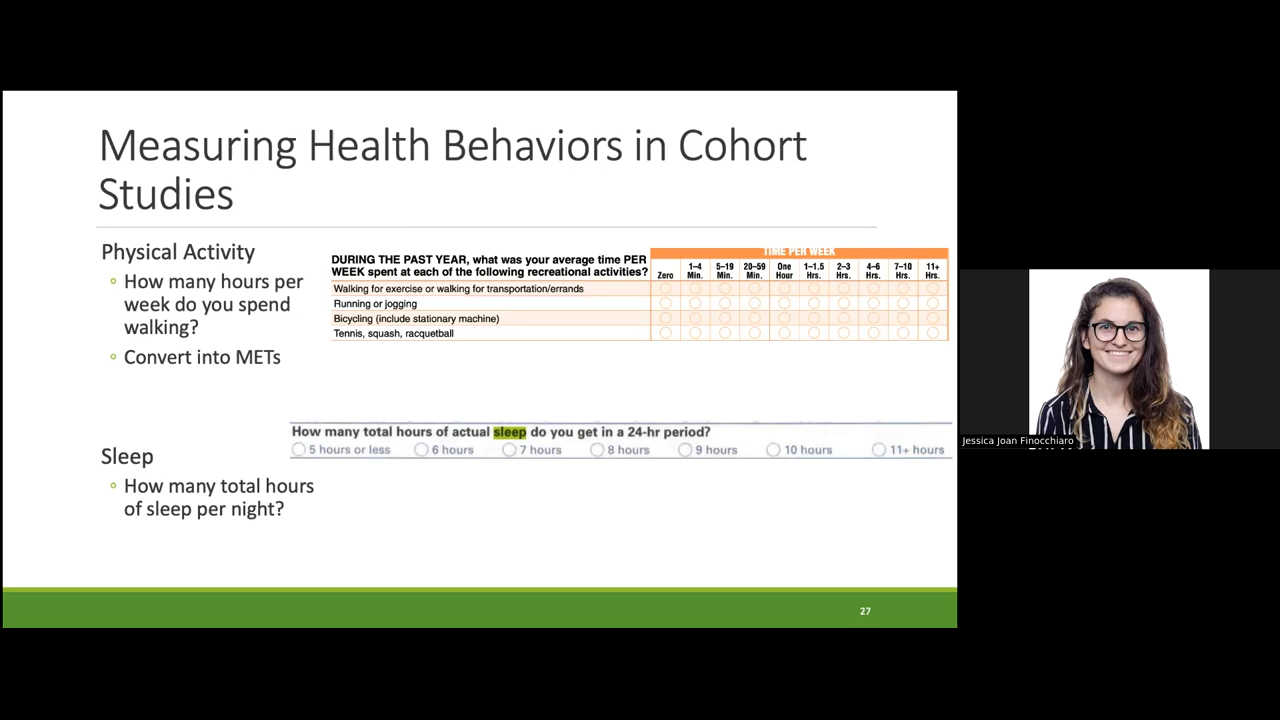 Measuring Health Behaviors in Cohort
Studies
Physical Activity
◦ How many hours per
week do you spend
walking?
◦ Convert into METs
TIME PER WEEK
DURING THE PAST YEAR, what was your average time PER
WEEK spent at each of the following recreational activities?
Zero 1–4 Min. 5–19 Min. 20–59 Min. One Hour 1–1.5 Hrs. 2–3 Hrs. 4–6 Hrs. 7–10 Hrs. 11+ Hrs.
Walking for exercise or walking for transportation/errands
Running or jogging
Bicycling (include stationary machine)
Tennis, squash, racquetball
How many total hours of actual sleep do you get in a 24-hr period?
5 hours or less 6 hours 7 hours 8 hours 9 hours 10 hours 11+ hours
Sleep
◦ How many total hours
of sleep per night?
27
Jessica Joan Finocchiaro